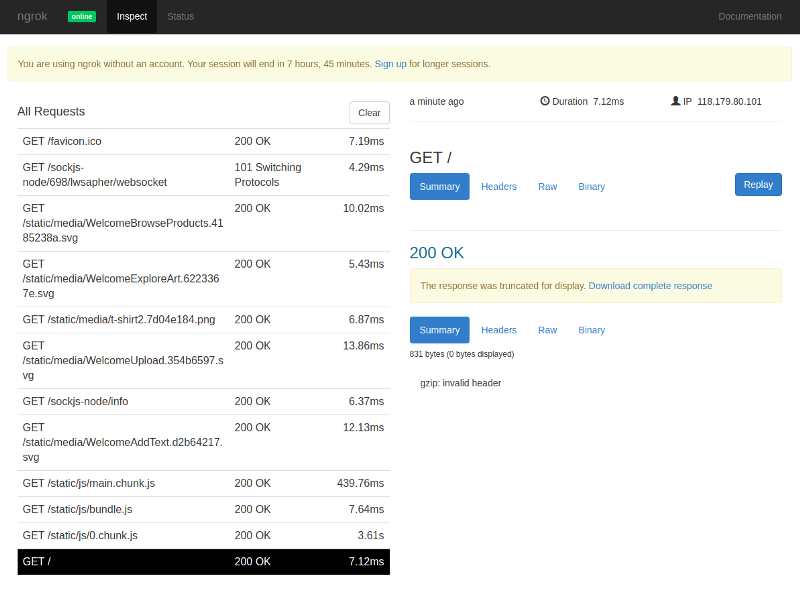 ngrok online Inspect Status Documentation
You are using ngrok without an account. Your session will end in 7 hours, 45 minutes. Sign up for longer sessions.
All Requests Clear
GET /favicon.ico 200 OK 7.19ms
GET /sockjs- 101 Switching 4.29ms
node/698/lwsapher/websocket Protocols
GET 200 OK 10.02ms
/static/media/WelcomeBrowseProducts.41
85238a.svg
GET 200 OK 5.43ms
/static/media/WelcomeExploreArt.622336
7e.svg
GET /static/media/t-shirt2.7d04e184.png 200 OK 6.87ms
GET 200 OK 13.86ms
/static/media/WelcomeUpload.354b6597.s
vg
GET /sockjs-node/info 200 OK 6.37ms
GET 200 OK 12.13ms
/static/media/WelcomeAddText.d2b64217.
svg
GET /static/js/main.chunk.js 200 OK 439.76ms
GET /static/js/bundle.js 200 OK 7.64ms
GET /static/js/0.chunk.js 200 OK 3.61s
GET / 200 OK 7.12ms
a minute ago Duration 7.12ms IP 118.179.80.101
GET /
Summary Headers Raw Binary Replay
200 OK
The response was truncated for display. Download complete response
Summary Headers Raw Binary
831 bytes (0 bytes displayed)
gzip: invalid header